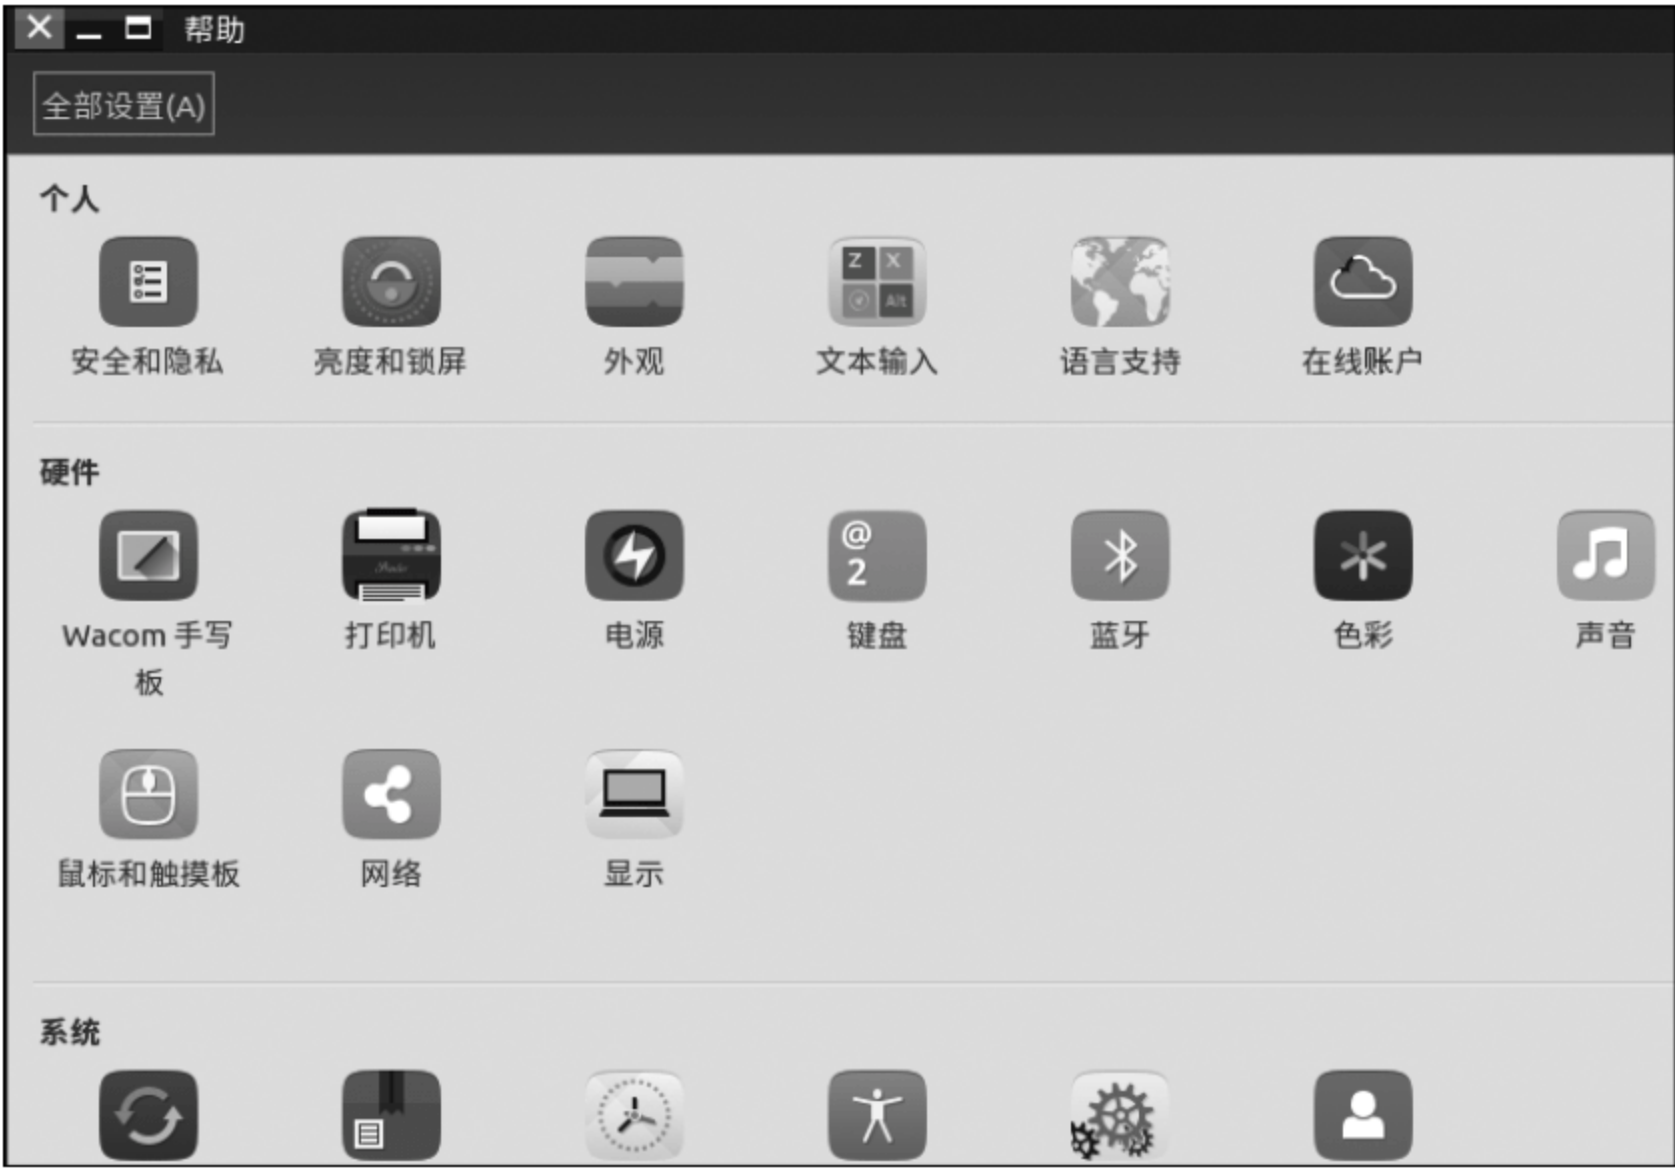 帮助
全部设置(A)
个人
Z X
Alt
安全和隐私 亮度和锁屏 外观 文本输入 语言支持 在线账户
硬件
@
2
Wacom 手写 打印机 电源 键盘 蓝牙 色彩 声音
板
鼠标和触摸板 网络 显示
系统